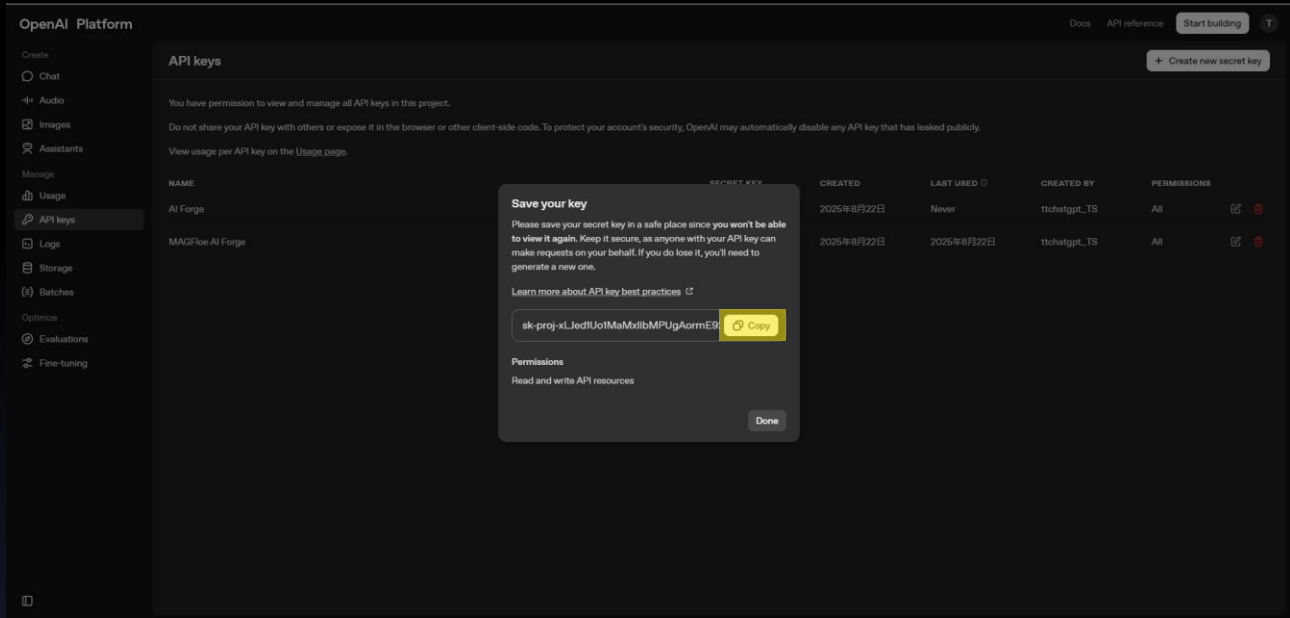 OpenAI Platform
Docs API reference Start building T
Create
Chat
Audio
Images
Assistants
Manage
Usage
API keys
Logs
Storage
Batches
Optimize
Evaluations
Fine-tuning
API keys
+ Create new secret key
You have permission to view and manage all API keys in this project.
Do not share your API key with others or expose it in the browser or other client-side code. To protect your account's security, OpenAI may automatically disable any API key that has leaked publicly.
View usage per API key on the Usage page.
NAME SECRET KEY CREATED LAST USED CREATED BY PERMISSIONS
AI Forge 2025年8月22日 Never ttchatgpt_TS All
MAGFloe AI Forge 2025年8月22日 2025年8月22日 ttchatgpt_TS All
Save your key
Please save your secret key in a safe place since you won't be able
to view it again. Keep it secure, as anyone with your API key can
make requests on your behalf. If you do lose it, you'll need to
generate a new one.
Learn more about API key best practices
Copy
Permissions
Read and write API resources
Done